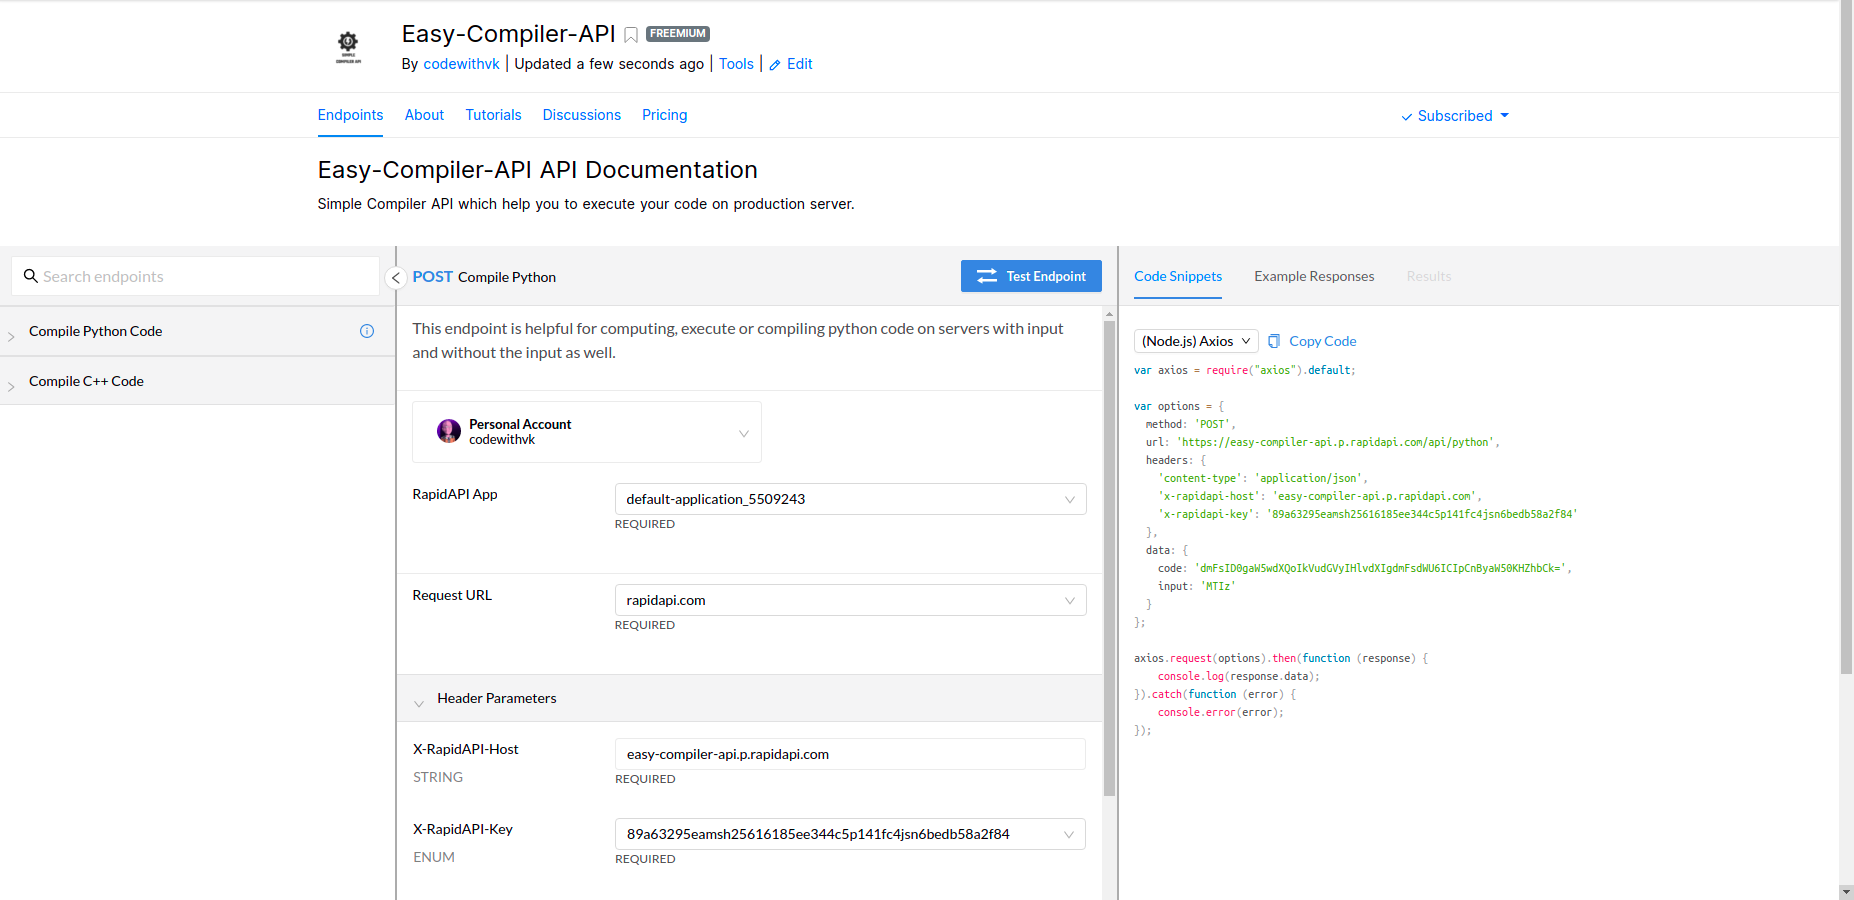 Easy-Compiler-API FREEMIUM
By codewithvk | Updated a few seconds ago | Tools | Edit
Endpoints About Tutorials Discussions Pricing Subscribed
Easy-Compiler-API API Documentation
Simple Compiler API which help you to execute your code on production server.
Search endpoints
Compile Python Code
Compile C++ Code
POST Compile Python Test Endpoint
This endpoint is helpful for computing, execute or compiling python code on servers with input
and without the input as well.
Personal Account
codewithvk
RapidAPI App
default-application_5509243
REQUIRED
Request URL
rapidapi.com
REQUIRED
Header Parameters
X-RapidAPI-Host
easy-compiler-api.p.rapidapi.com
STRING
REQUIRED
X-RapidAPI-Key
89a63295eamsh25616185ee344c5p141fc4jsn6bedb58a2f84
ENUM
REQUIRED
Code Snippets Example Responses Results
(Node.js) Axios Copy Code
var axios = require("axios").default;
var options = {
method: 'POST',
url: 'https://easy-compiler-api.p.rapidapi.com/api/python',
headers: {
'content-type': 'application/json',
'x-rapidapi-host': 'easy-compiler-api.p.rapidapi.com',
'x-rapidapi-key': '89a63295eamsh25616185ee344c5p141fc4jsn6bedb58a2f84'
},
data: {
code: 'dmFsID0gaW5wdXQoIkVudGVyIHlvdXIgdmFsdWU6ICIpCnByaW50KHZhbCk=',
input: 'MTIz'
}
};
axios.request(options).then(function (response) {
console.log(response.data);
}).catch(function (error) {
console.error(error);
});